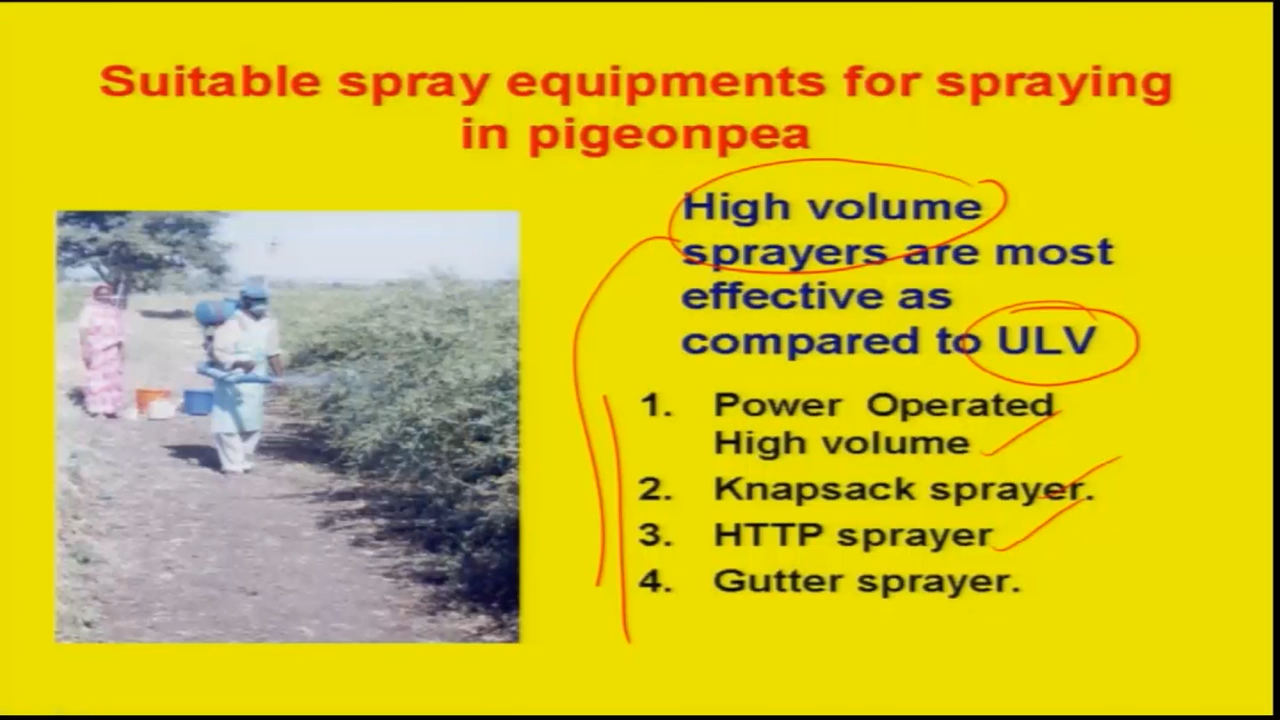 Suitable spray equipments for spraying
in pigeonpea
High volume
sprayers are most
effective as
compared to ULV
1. Power Operated
High volume
2. Knapsack sprayer.
3. HTTP sprayer
4. Gutter sprayer.